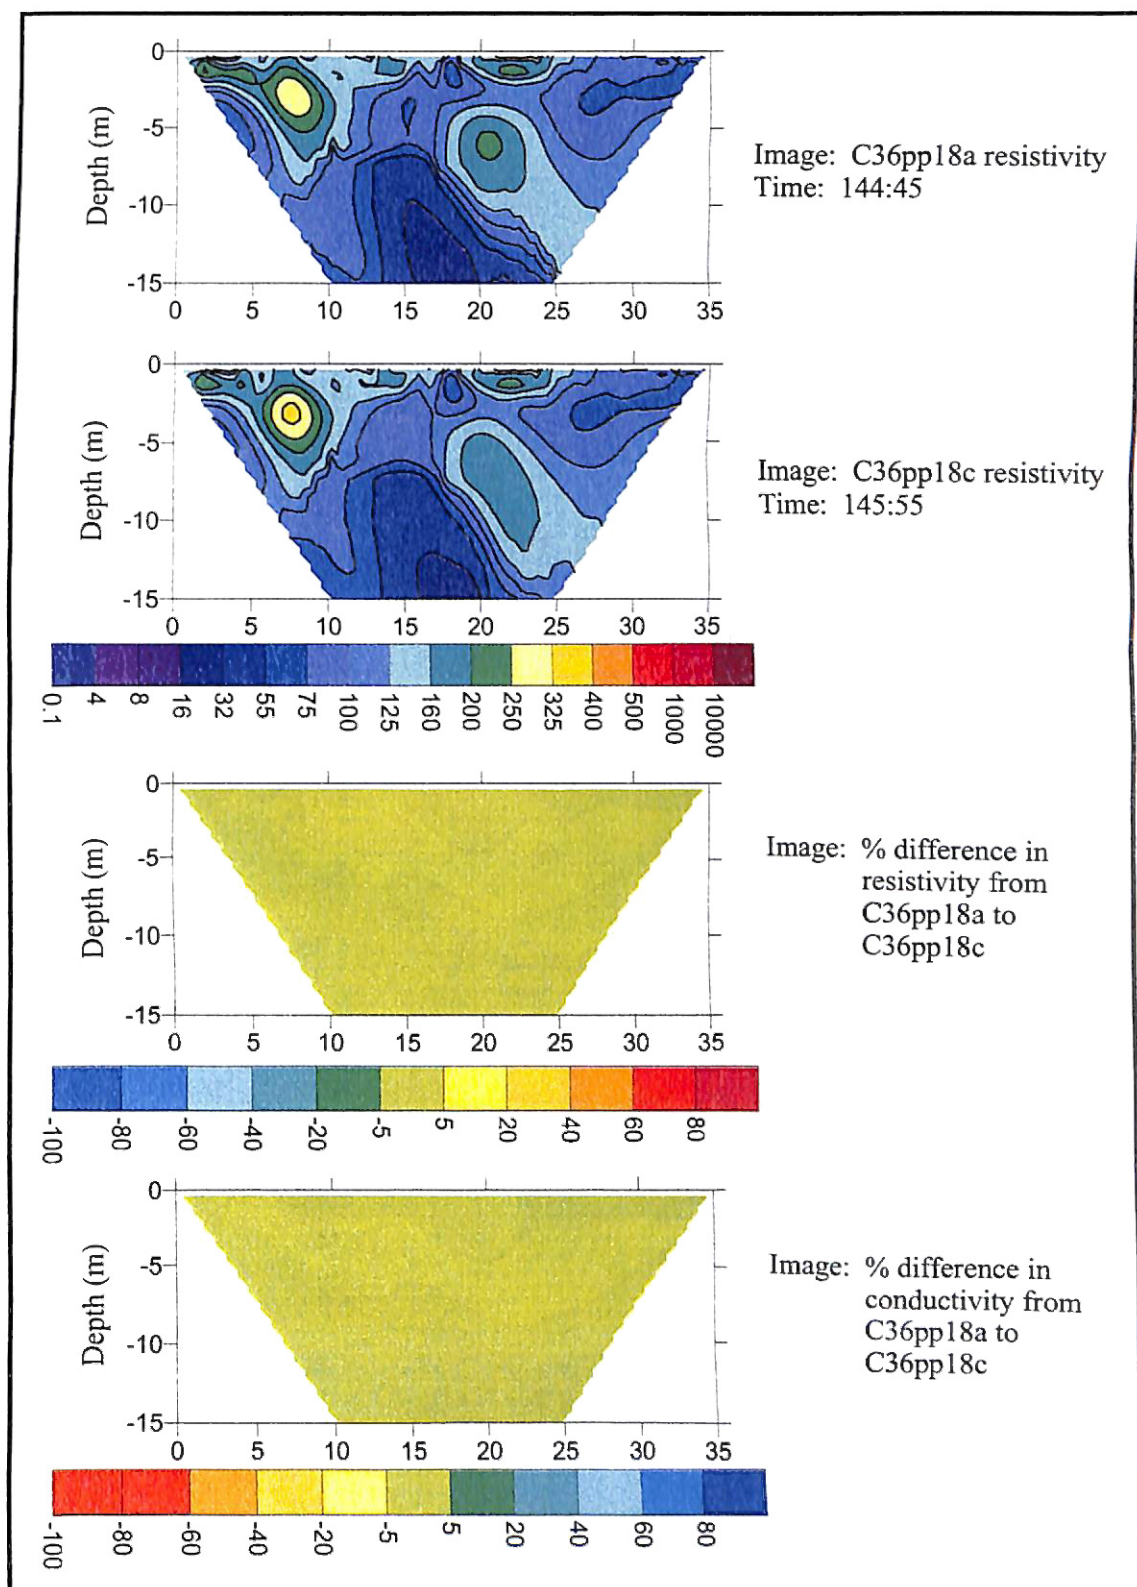 0
Depth (m)
-5
-10
-15
0 5 10 15 20 25 30 35
Image: C36pp18a resistivity
Time: 144:45
0
Depth (m)
-5
-10
-15
0 5 10 15 20 25 30 35
Image: C36pp18c resistivity
Time: 145:55
0.1 4 8 16 32 55 75 100 125 160 200 250 325 400 500 1000 10000
0
Depth (m)
-5
-10
-15
0 5 10 15 20 25 30 35
Image: % difference in
resistivity from
C36pp18a to
C36pp18c
-100 -80 -60 -40 -20 -5 5 20 40 60 80
0
Depth (m)
-5
-10
-15
0 5 10 15 20 25 30 35
Image: % difference in
conductivity from
C36pp18a to
C36pp18c
-100 -80 -60 -40 -20 -5 5 20 40 60 80